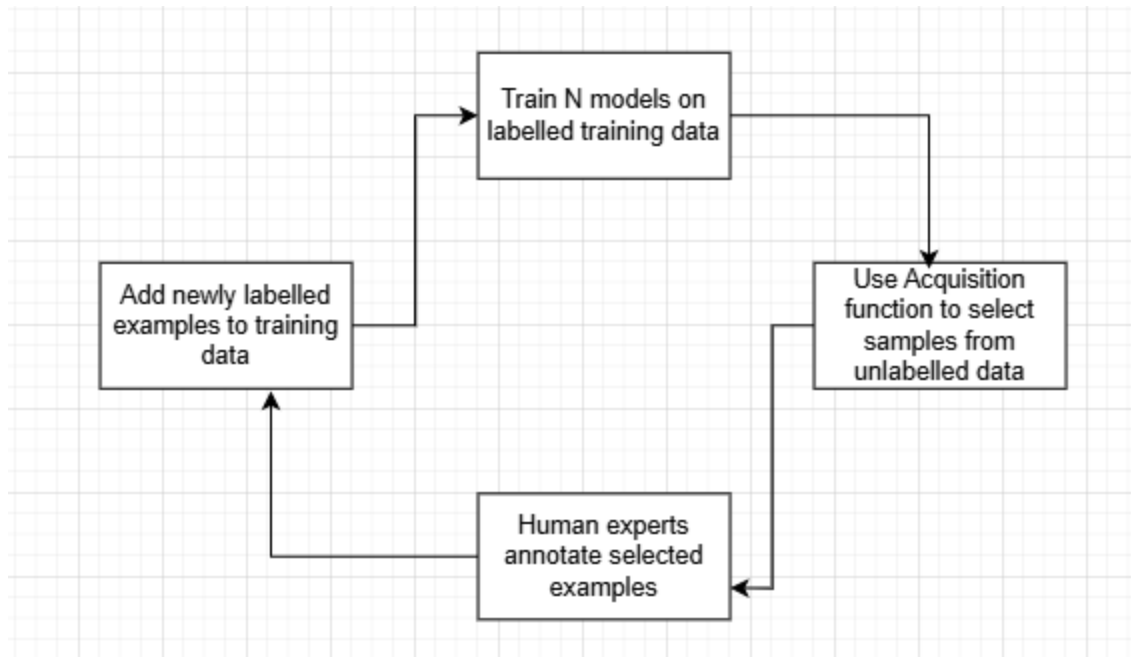 Train N models on
labelled training data
Use Acquisition
function to select
samples from
unlabelled data
Add newly labelled
examples to training
data
Human experts
annotate selected
examples